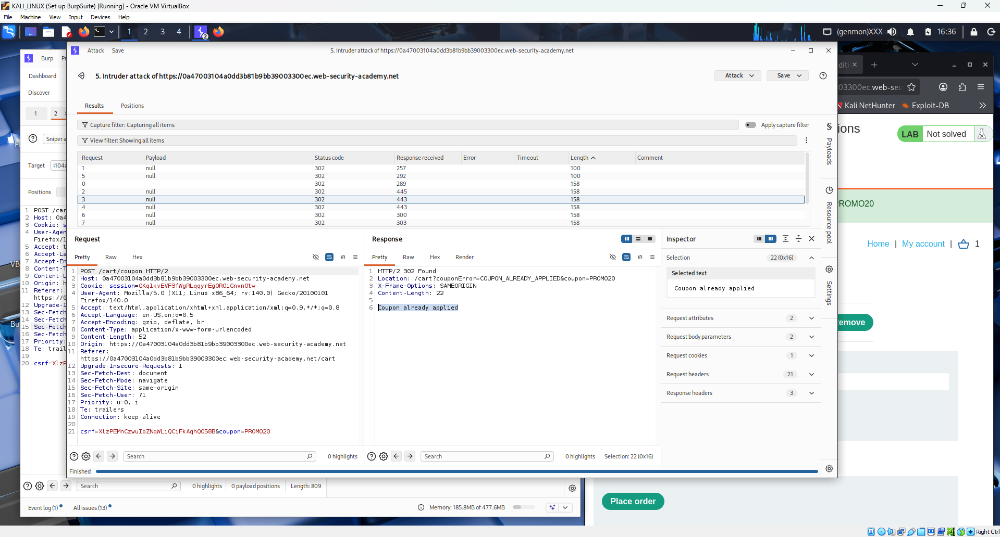 KALI_LINUX (Set up BurpSuite) [Running] - Oracle VM VirtualBox
File Machine View Input Devices Help
1 2 3 4 2 (genmon)XXX 16:36
Attack Save 5. Intruder attack of https://0a47003104a0dd3b81b9bb39003300ec.web-security-academy.net
Burp
Dashboard
Discover
1 2
Target
Positions
5. Intruder attack of https://0a47003104a0dd3b81b9bb39003300ec.web-security-academy.net
Attack Save
Results Positions
Capture filter: Capturing all items Apply capture filter
View filter: Showing all items
Request Payload Status code Response received Error Timeout Length Comment
1 null 302 257 100
5 null 302 292 100
0 302 289 158
2 null 302 445 158
3 null 302 443 158
4 null 302 443 158
6 null 302 300 158
7 null 302 303 158
Payloads
Resource pool
Settings
Request
Pretty Raw Hex \n
1 POST /cart/coupon HTTP/2
2 Host: 0a47003104a0dd3b81b9bb39003300ec.web-security-academy.net
3 Cookie: session=QKq1kvEVF3fWgRLqqyrEgOROiGnvnOtw
4 User-Agent: Mozilla/5.0 (X11; Linux x86_64; rv:140.0) Gecko/20100101
Firefox/140.0
5 Accept: text/html,application/xhtml+xml,application/xml;q=0.9,*/*;q=0.8
6 Accept-Language: en-US,en;q=0.5
7 Accept-Encoding: gzip, deflate, br
8 Content-Type: application/x-www-form-urlencoded
9 Content-Length: 52
10 Origin: https://0a47003104a0dd3b81b9bb39003300ec.web-security-academy.net
11 Referer:
https://0a47003104a0dd3b81b9bb39003300ec.web-security-academy.net/cart
12 Upgrade-Insecure-Requests: 1
13 Sec-Fetch-Dest: document
14 Sec-Fetch-Mode: navigate
15 Sec-Fetch-Site: same-origin
16 Sec-Fetch-User: ?1
17 Priority: u=0, i
18 Te: trailers
19 Connection: keep-alive
20
21 csrf=XlzPEMnCzwuIbZNqWLiQCiFkAqhQ058B&coupon=PROMO20
Search 0 highlights
Response
Pretty Raw Hex Render \n
1 HTTP/2 302 Found
2 Location: /cart?couponError=COUPON_ALREADY_APPLIED&coupon=PROMO20
3 X-Frame-Options: SAMEORIGIN
4 Content-Length: 22
5
6 Coupon already applied
Search 0 highlights Selection: 22 (0x16)
Inspector
Selection 22 (0x16)
Selected text
Coupon already applied
Request attributes 2
Request body parameters 2
Request cookies 1
Request headers 21
Response headers 3
Finished
1 POST /car
2 Host: 0a4
3 Cookie: s
4 User-Agen
Firefox/1
5 Accept: t
6 Accept-La
7 Accept-En
8 Content-T
9 Content-L
10 Origin: h
11 Referer:
https://0
12 Upgrade-I
13 Sec-Fetch
14 Sec-Fetch
15 Sec-Fetch
16 Sec-Fetch
17 Priority:
18 Te: trail
19
20 csrf=XlzP
Search 0 highlights 0 payload positions Length: 809
Event log (1) All issues (13) Memory: 185.8MB of 477.6MB
03300ec.web-sec
Kali NetHunter Exploit-DB
ions
LAB Not solved
PROMO20
Home | My account | 1
emove
Place order
Right Ctrl